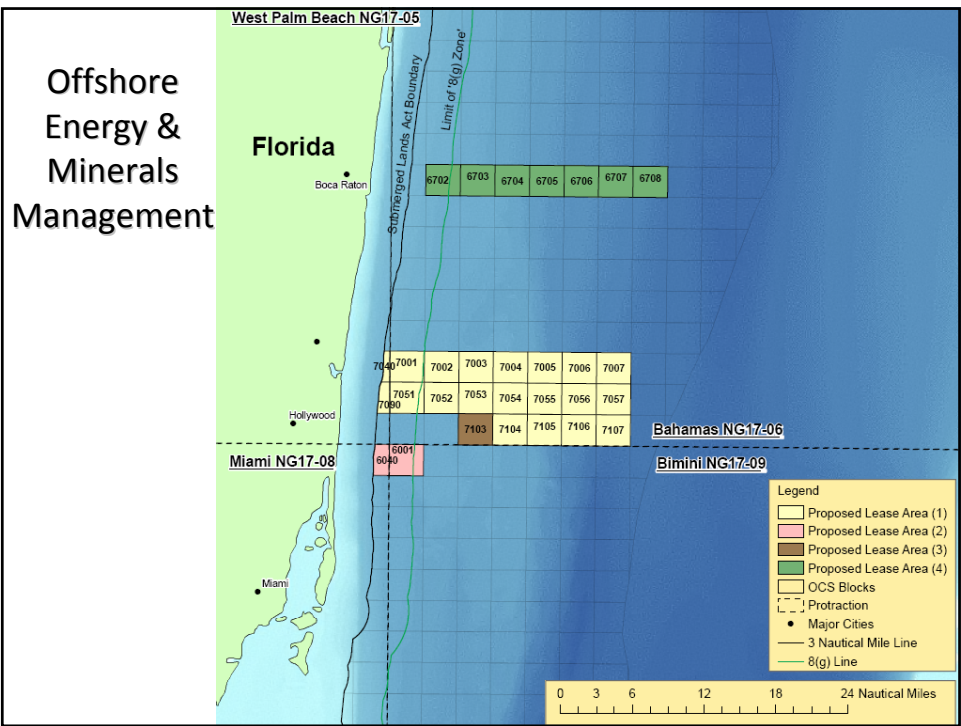 Offshore
Energy &
Minerals
Management
West Palm Beach NG17-05
Submerged Lands Act Boundary
Limit of '8(g) Zone'
Florida
Boca Raton
6702 6703 6704 6705 6706 6707 6708
7040 7001 7002 7003 7004 7005 7006 7007
7090 7051 7052 7053 7054 7055 7056 7057
Hollywood
7103 7104 7105 7106 7107
Bahamas NG17-06
Miami NG17-08
6040 6001
Bimini NG17-09
Miami
Legend
Proposed Lease Area (1)
Proposed Lease Area (2)
Proposed Lease Area (3)
Proposed Lease Area (4)
OCS Blocks
Protraction
Major Cities
3 Nautical Mile Line
8(g) Line
0 3 6 12 18 24 Nautical Miles